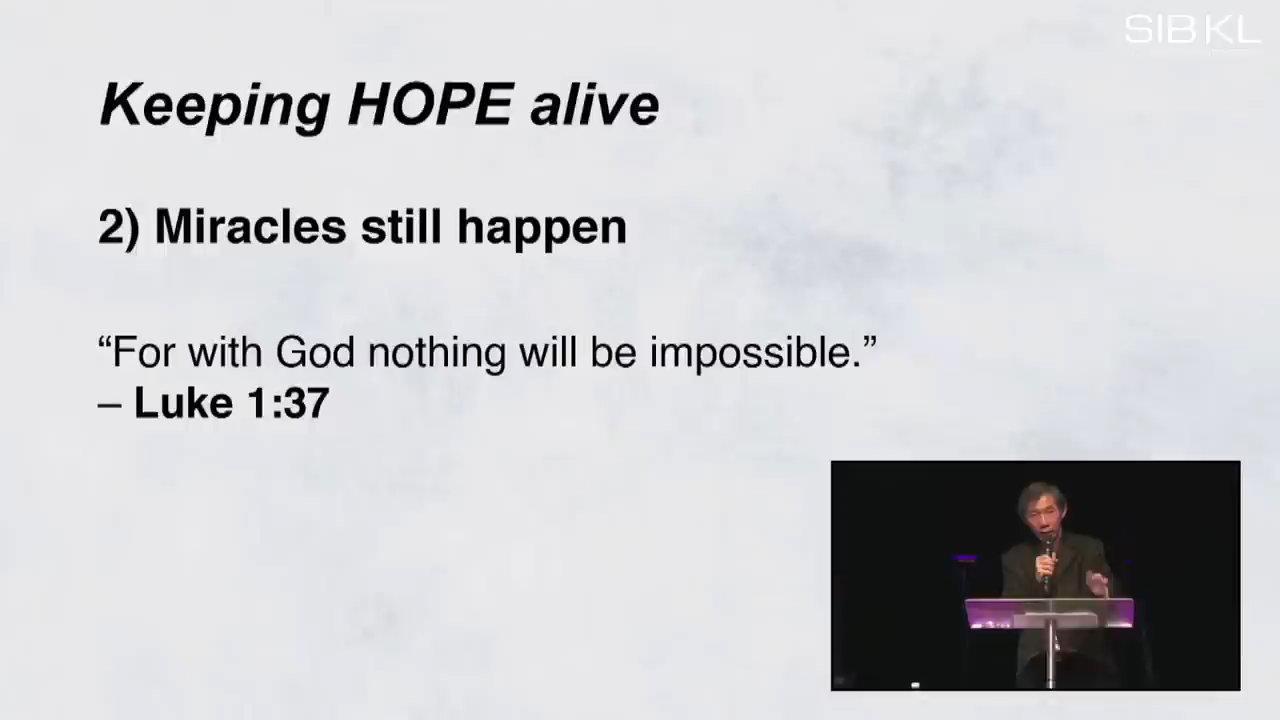 SIBKL
Keeping HOPE alive
2) Miracles still happen
“For with God nothing will be impossible.”
– Luke 1:37